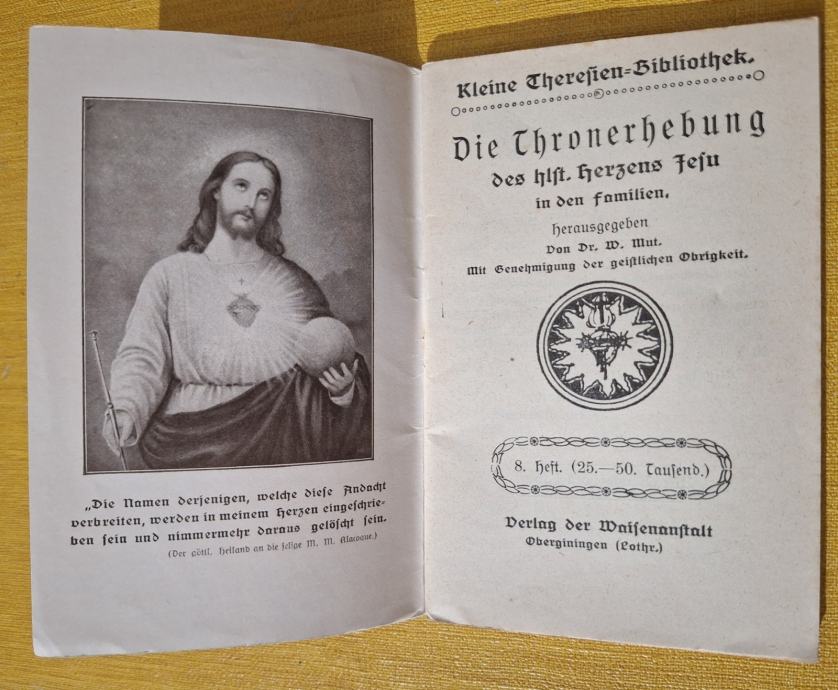 „Die Namen derjenigen, welche diese Andacht
verbreiten, werden in meinem Herzen eingeschrie-
ben sein und nimmermehr daraus gelöscht sein.
(Der göttl. Heiland an die selige M. M. Alacoque.)
Kleine Theresien-Bibliothek.
Die Thronerhebung
des hlst. Herzens Jesu
in den Familien.
Herausgegeben
Von Dr. W. Mut.
Mit Genehmigung der geistlichen Obrigkeit.
8. Heft. (25.—50. Tausend.)
Verlag der Waisenanstalt
Oberginingen (Lothr.)